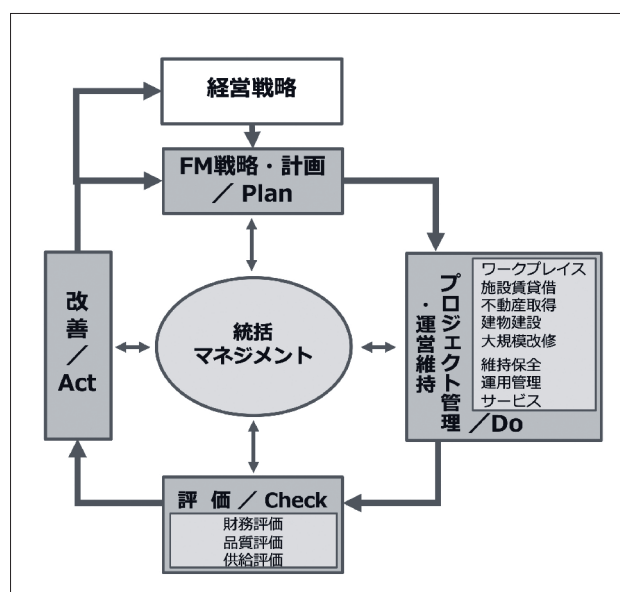 経営戦略
FM戦略・計画
／ Plan
プロジェクト管理
・運営維持
／Do
ワークプレイス
施設賃貸借
不動産取得
建物建設
大規模改修
維持保全
運用管理
サービス
改善
／
Act
統括
マネジメント
評 価 ／ Check
財務評価
品質評価
供給評価